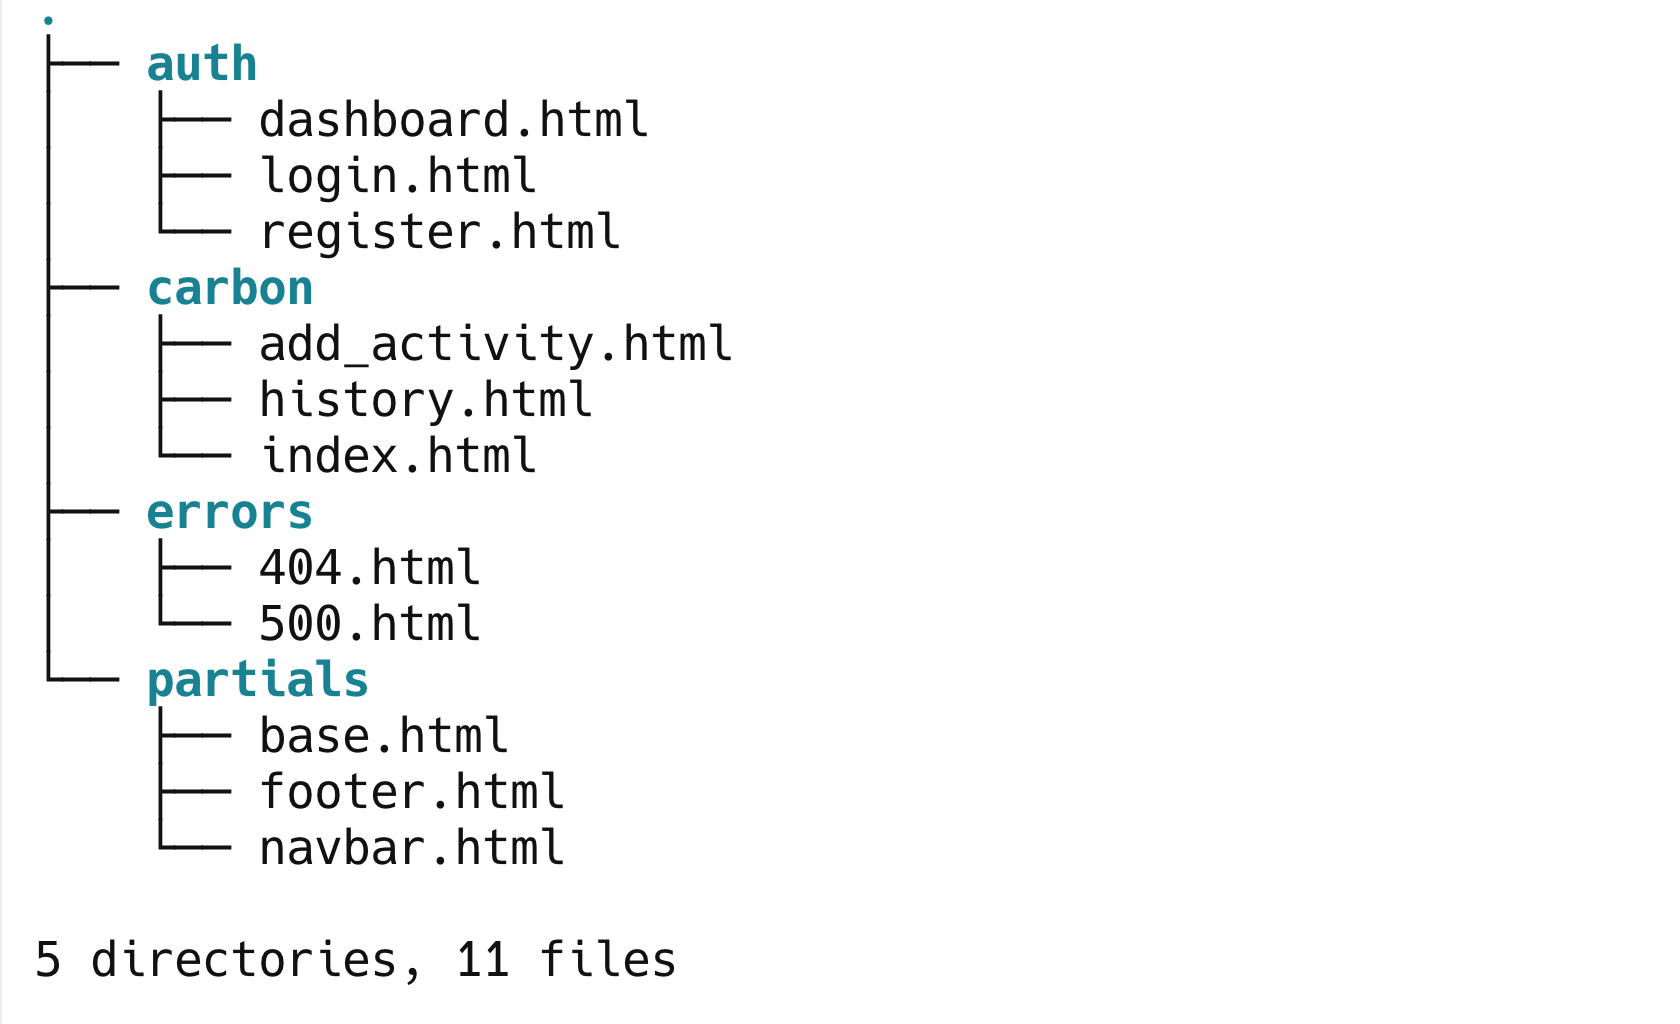 .
├── auth
│   ├── dashboard.html
│   ├── login.html
│   └── register.html
├── carbon
│   ├── add_activity.html
│   ├── history.html
│   └── index.html
├── errors
│   ├── 404.html
│   └── 500.html
└── partials
    ├── base.html
    ├── footer.html
    └── navbar.html

5 directories, 11 files